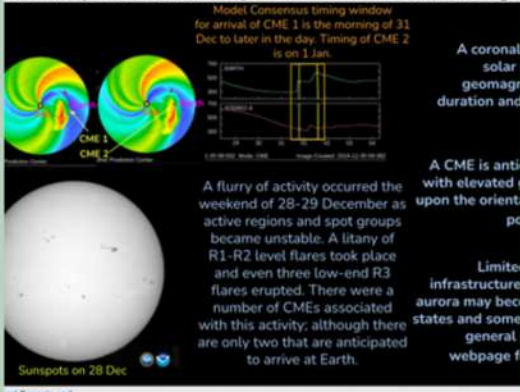 Model Consensus timing window
for arrival of CME 1 is the morning of 31
Dec to later in the day. Timing of CME 2
is on 1 Jan.
EARTH
CME 1
CME 2
A flurry of activity occurred the
weekend of 28-29 December as
active regions and spot groups
became unstable. A litany of
R1-R2 level flares took place
and even three low-end R3
flares erupted. There were a
number of CMEs associated
with this activity; although there
are only two that are anticipated
to arrive at Earth.
Sunspots on 28 Dec
A coronal
solar
geomagn
duration and
A CME is antic
with elevated
upon the orient
po
Limite
infrastructure
aurora may bec
states and some
general
webpage f